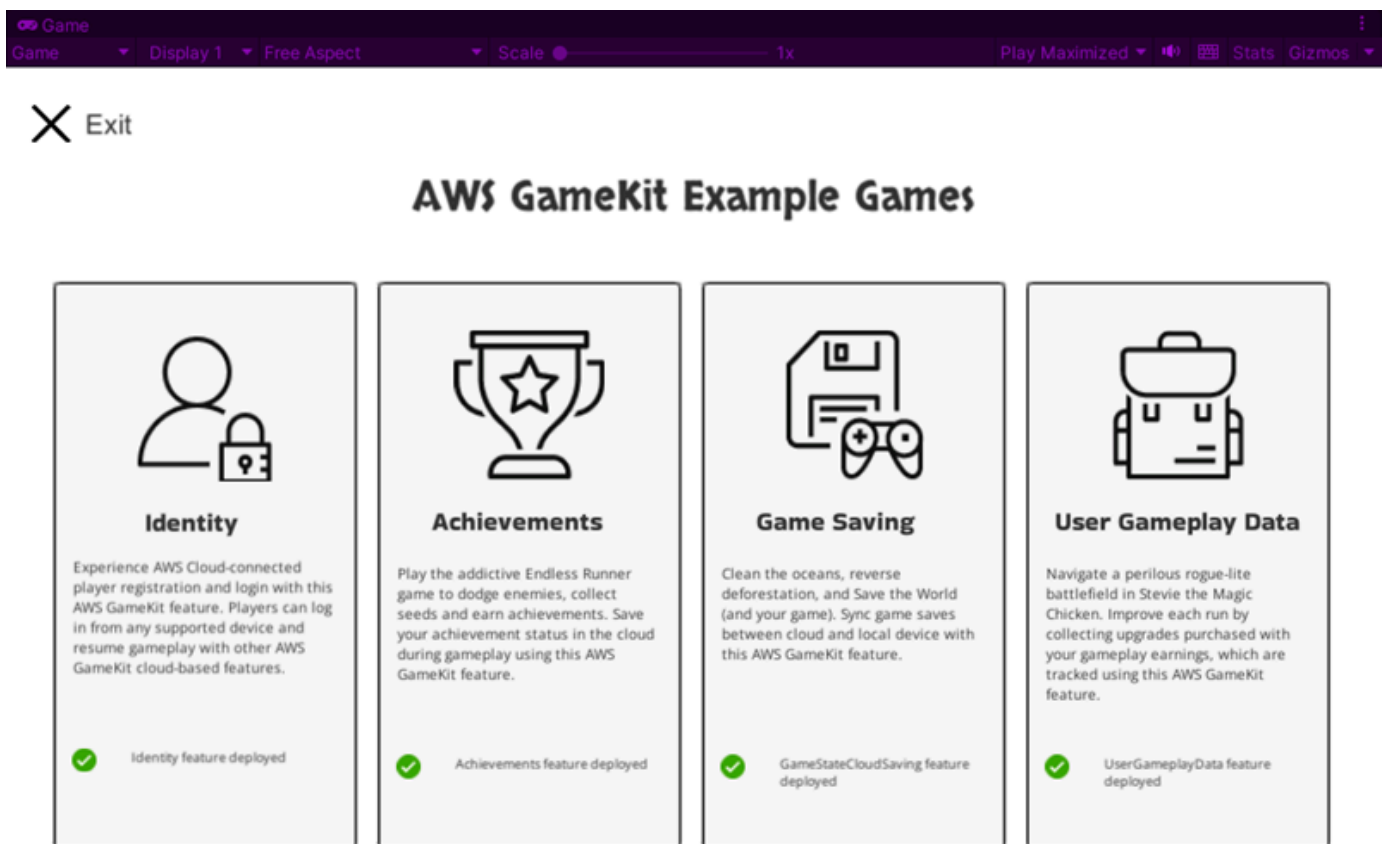 Game
Game Display 1 Free Aspect Scale 1x Play Maximized Stats Gizmos
Exit
AWS GameKit Example Games
Identity
Experience AWS Cloud-connected
player registration and login with this
AWS GameKit feature. Players can log
in from any supported device and
resume gameplay with other AWS
GameKit cloud-based features.
Identity feature deployed
Achievements
Play the addictive Endless Runner
game to dodge enemies, collect
seeds and earn achievements. Save
your achievement status in the cloud
during gameplay using this AWS
GameKit feature.
Achievements feature deployed
Game Saving
Clean the oceans, reverse
deforestation, and Save the World
(and your game). Sync game saves
between cloud and local device with
this AWS GameKit feature.
GameStateCloudSaving feature
deployed
User Gameplay Data
Navigate a perilous rogue-lite
battlefield in Stevie the Magic
Chicken. Improve each run by
collecting upgrades purchased with
your gameplay earnings, which are
tracked using this AWS GameKit
feature.
UserGameplayData feature
deployed